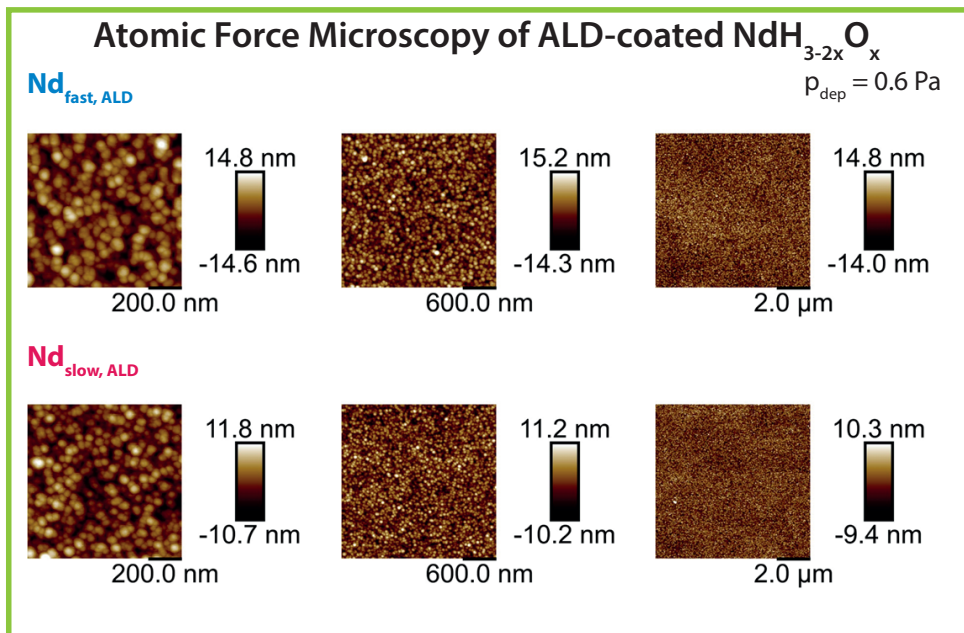 Atomic Force Microscopy of ALD-coated NdH3-2xOx
Ndfast, ALD
pdep = 0.6 Pa
14.8 nm
-14.6 nm
200.0 nm
15.2 nm
-14.3 nm
600.0 nm
14.8 nm
-14.0 nm
2.0 µm
Ndslow, ALD
11.8 nm
-10.7 nm
200.0 nm
11.2 nm
-10.2 nm
600.0 nm
10.3 nm
-9.4 nm
2.0 µm